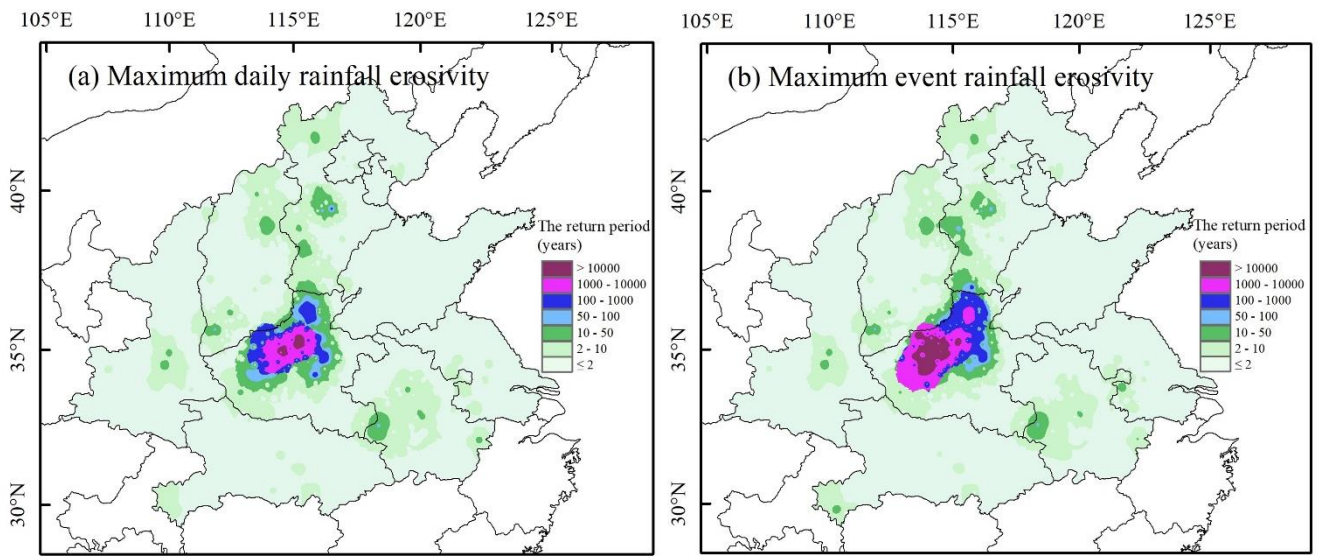 105°E 110°E 115°E 120°E 125°E
(a) Maximum daily rainfall erosivity
40°N
35°N
30°N
The return period
(years)
> 10000
1000 - 10000
100 - 1000
50 - 100
10 - 50
2 - 10
≤ 2
105°E 110°E 115°E 120°E 125°E
(b) Maximum event rainfall erosivity
40°N
35°N
30°N
The return period
(years)
> 10000
1000 - 10000
100 - 1000
50 - 100
10 - 50
2 - 10
≤ 2